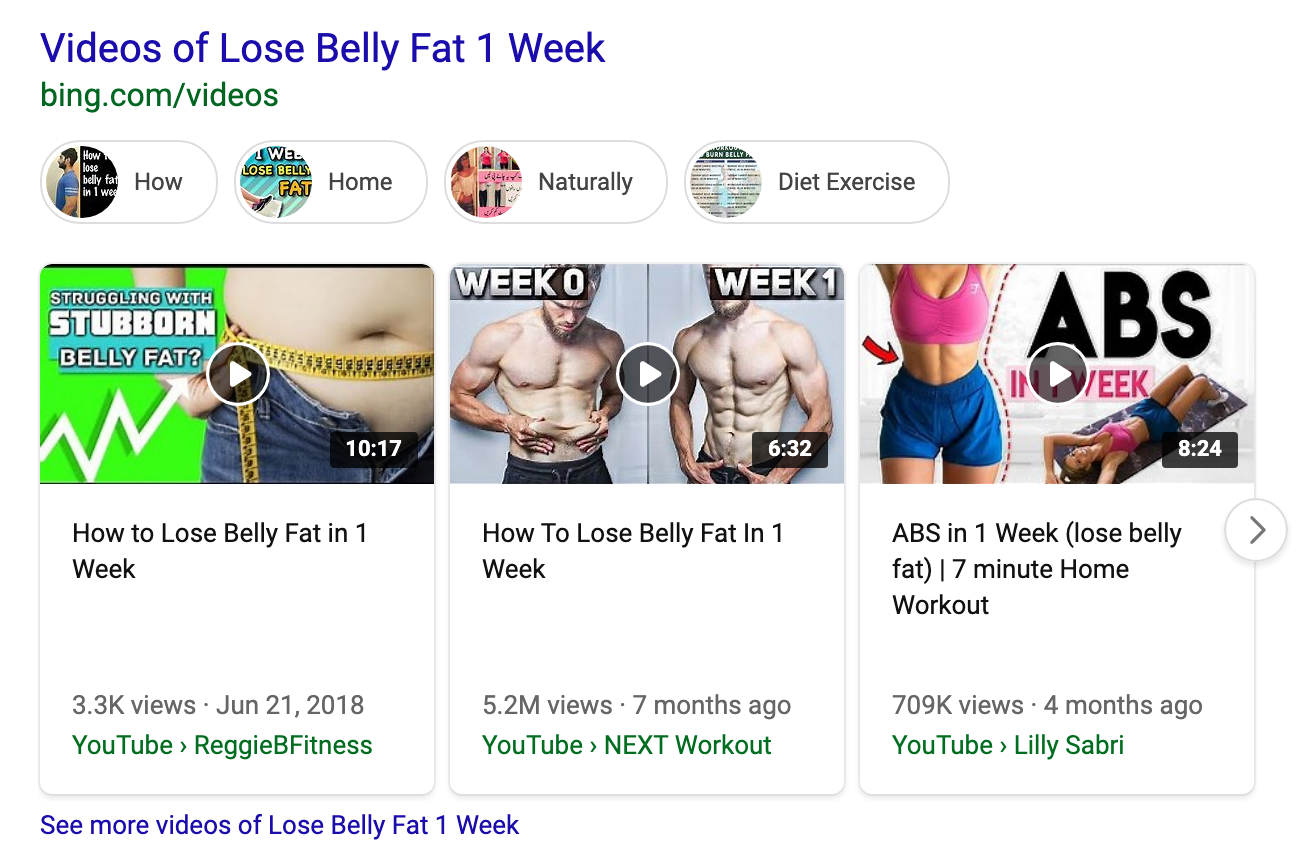 Videos of Lose Belly Fat 1 Week
bing.com/videos
How
lose
belly fat
in 1 week
How
1 WEE
LOSE BELLY
FAT
Home
Naturally
BURN BELLY
Diet Exercise
STRUGGLING WITH
STUBBORN
BELLY FAT?
10:17
WEEK 0
WEEK 1
6:32
ABS
IN 1 WEEK
8:24
How to Lose Belly Fat in 1
Week
How To Lose Belly Fat In 1
Week
ABS in 1 Week (lose belly
fat) | 7 minute Home
Workout
3.3K views · Jun 21, 2018
YouTube › ReggieBFitness
5.2M views · 7 months ago
YouTube › NEXT Workout
709K views · 4 months ago
YouTube › Lilly Sabri
See more videos of Lose Belly Fat 1 Week